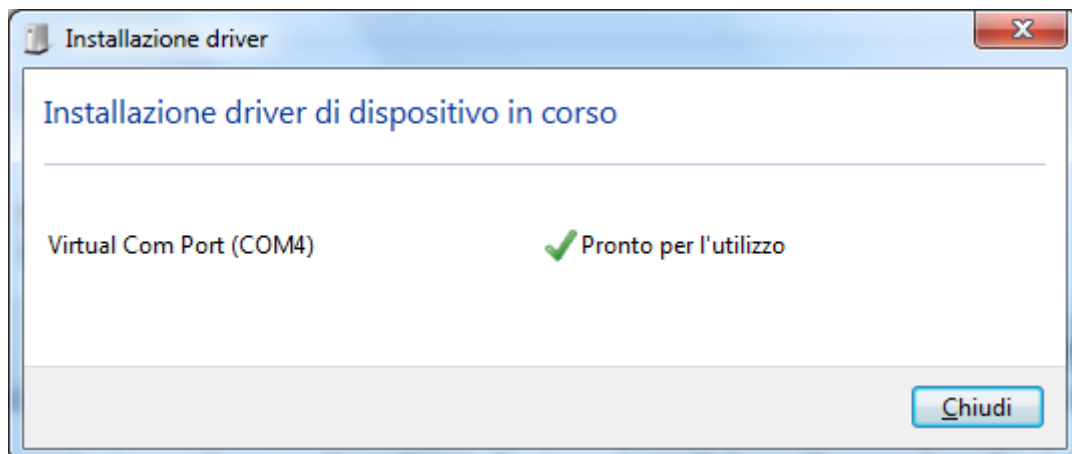 Installazione driver
Installazione driver di dispositivo in corso
Virtual Com Port (COM4) Pronto per l'utilizzo
Chiudi